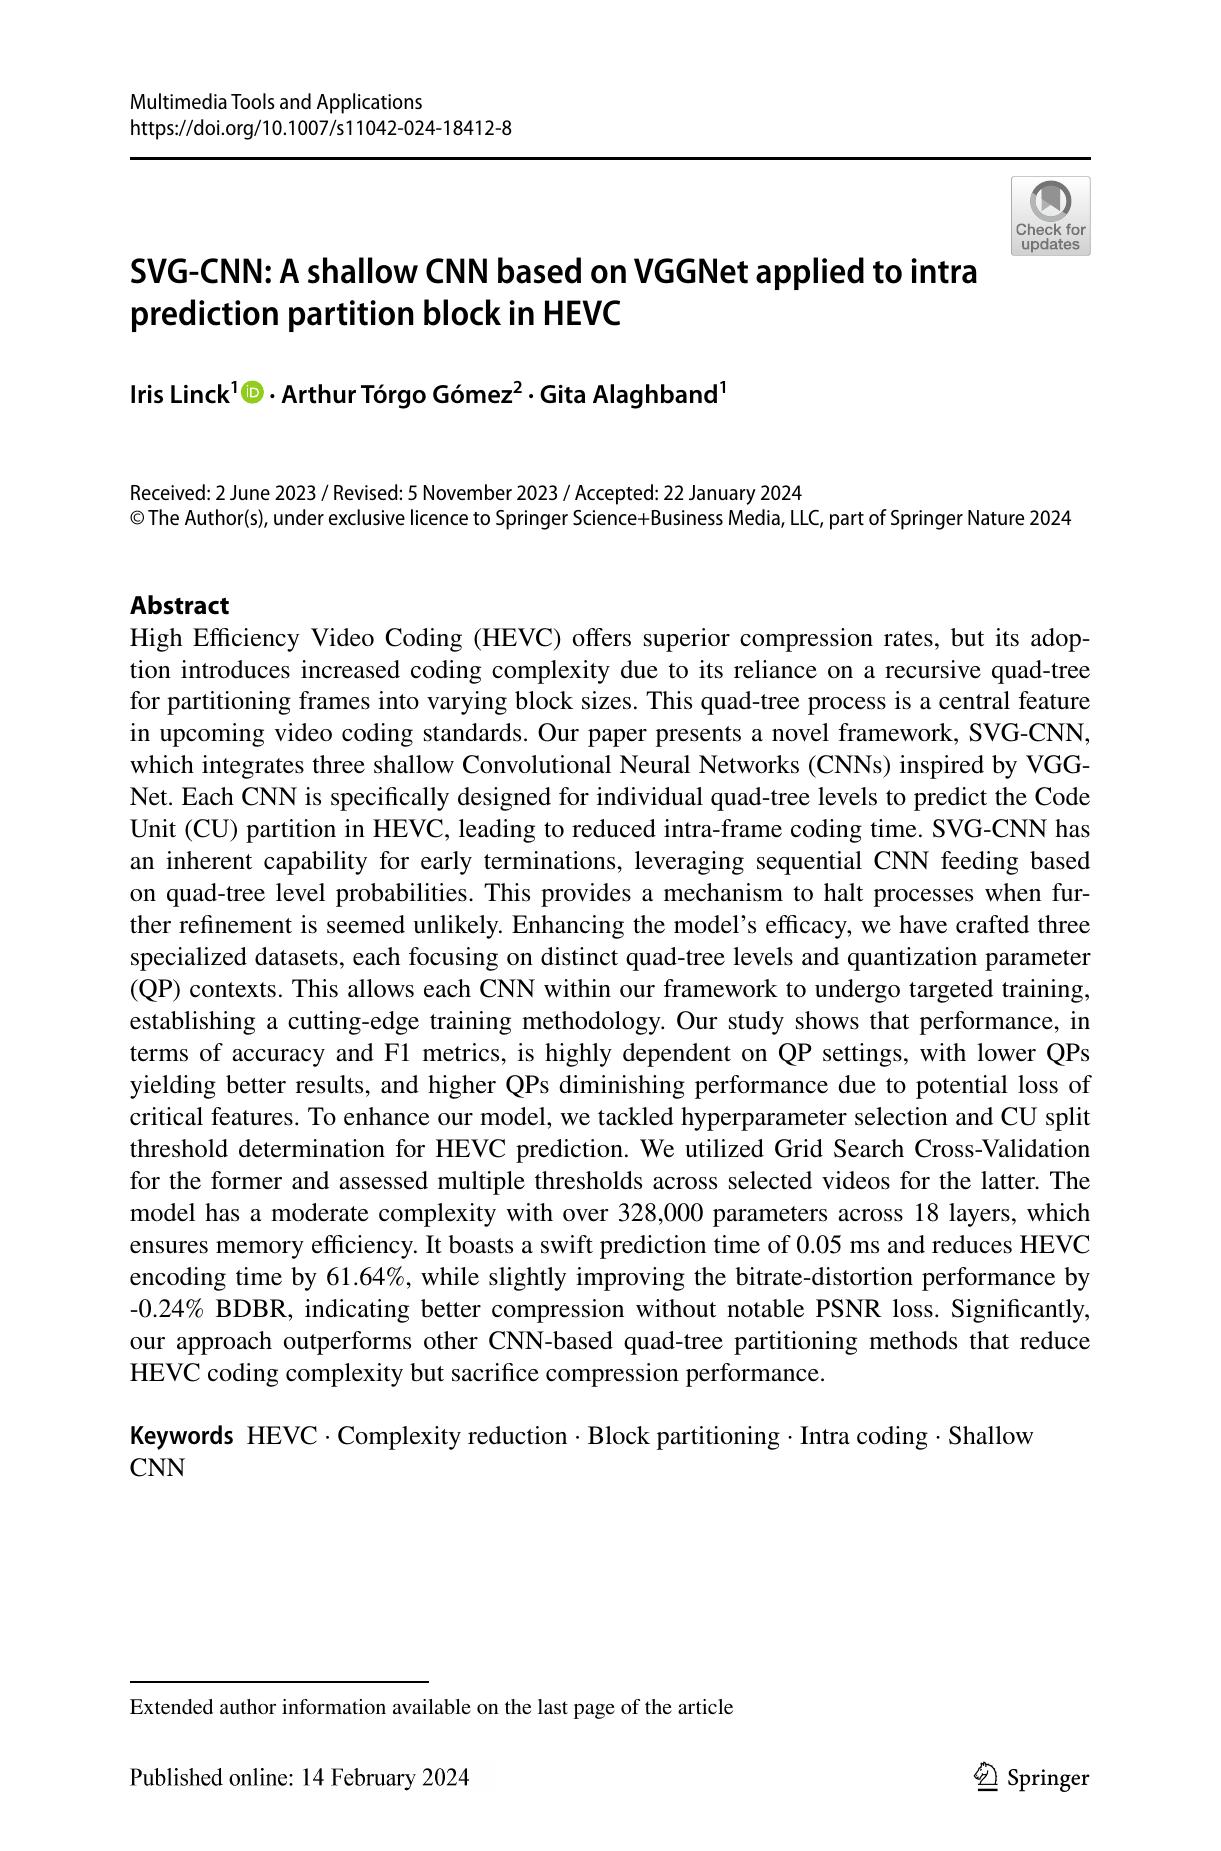 Multimedia Tools and Applications
https://doi.org/10.1007/s11042-024-18412-8
Check for
updates
SVG-CNN: A shallow CNN based on VGGNet applied to intra
prediction partition block in HEVC
Iris Linck1 iD · Arthur Tórgo Gómez2 · Gita Alaghband1
Received: 2 June 2023 / Revised: 5 November 2023 / Accepted: 22 January 2024
© The Author(s), under exclusive licence to Springer Science+Business Media, LLC, part of Springer Nature 2024
Abstract
High Efficiency Video Coding (HEVC) offers superior compression rates, but its adop-
tion introduces increased coding complexity due to its reliance on a recursive quad-tree
for partitioning frames into varying block sizes. This quad-tree process is a central feature
in upcoming video coding standards. Our paper presents a novel framework, SVG-CNN,
which integrates three shallow Convolutional Neural Networks (CNNs) inspired by VGG-
Net. Each CNN is specifically designed for individual quad-tree levels to predict the Code
Unit (CU) partition in HEVC, leading to reduced intra-frame coding time. SVG-CNN has
an inherent capability for early terminations, leveraging sequential CNN feeding based
on quad-tree level probabilities. This provides a mechanism to halt processes when fur-
ther refinement is seemed unlikely. Enhancing the model's efficacy, we have crafted three
specialized datasets, each focusing on distinct quad-tree levels and quantization parameter
(QP) contexts. This allows each CNN within our framework to undergo targeted training,
establishing a cutting-edge training methodology. Our study shows that performance, in
terms of accuracy and F1 metrics, is highly dependent on QP settings, with lower QPs
yielding better results, and higher QPs diminishing performance due to potential loss of
critical features. To enhance our model, we tackled hyperparameter selection and CU split
threshold determination for HEVC prediction. We utilized Grid Search Cross-Validation
for the former and assessed multiple thresholds across selected videos for the latter. The
model has a moderate complexity with over 328,000 parameters across 18 layers, which
ensures memory efficiency. It boasts a swift prediction time of 0.05 ms and reduces HEVC
encoding time by 61.64%, while slightly improving the bitrate-distortion performance by
-0.24% BDBR, indicating better compression without notable PSNR loss. Significantly,
our approach outperforms other CNN-based quad-tree partitioning methods that reduce
HEVC coding complexity but sacrifice compression performance.
Keywords HEVC · Complexity reduction · Block partitioning · Intra coding · Shallow
CNN
Extended author information available on the last page of the article
Published online: 14 February 2024
Springer